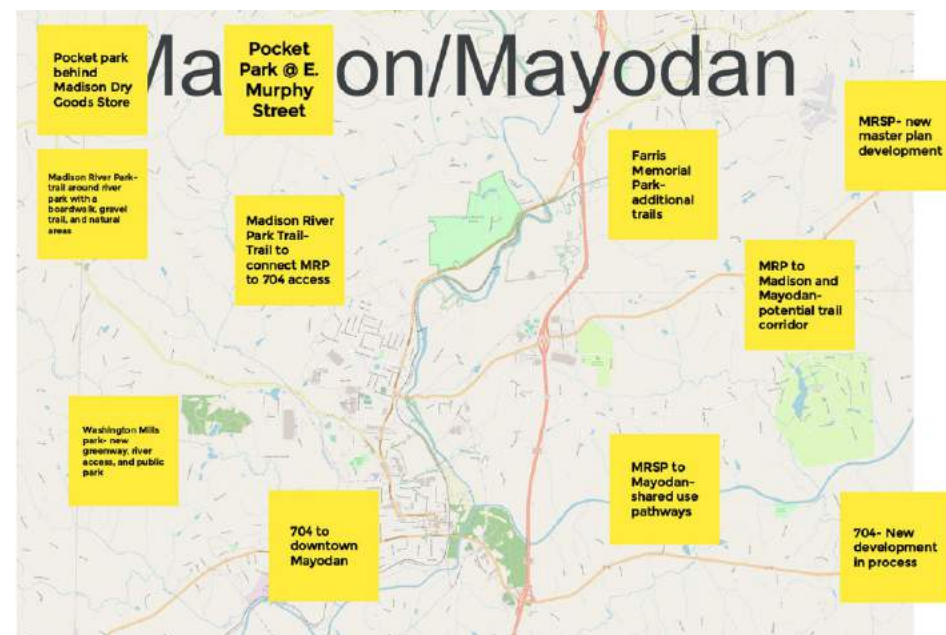 Madison/Mayodan
Pocket park
behind
Madison Dry
Goods Store
Pocket
Park @ E.
Murphy
Street
MRSP- new
master plan
development
Farris
Memorial
Park-
additional
trails
Madison River Park-
trail around river
park with a
boardwalk, gravel
trail, and natural
areas
Madison River
Park Trail-
Trail to
connect MRP
to 704 access
MRP to
Madison and
Mayodan-
potential trail
corridor
Washington Mills
park- new
greenway, river
access, and public
park
MRSP to
Mayodan-
shared use
pathways
704 to
downtown
Mayodan
704- New
development
in process